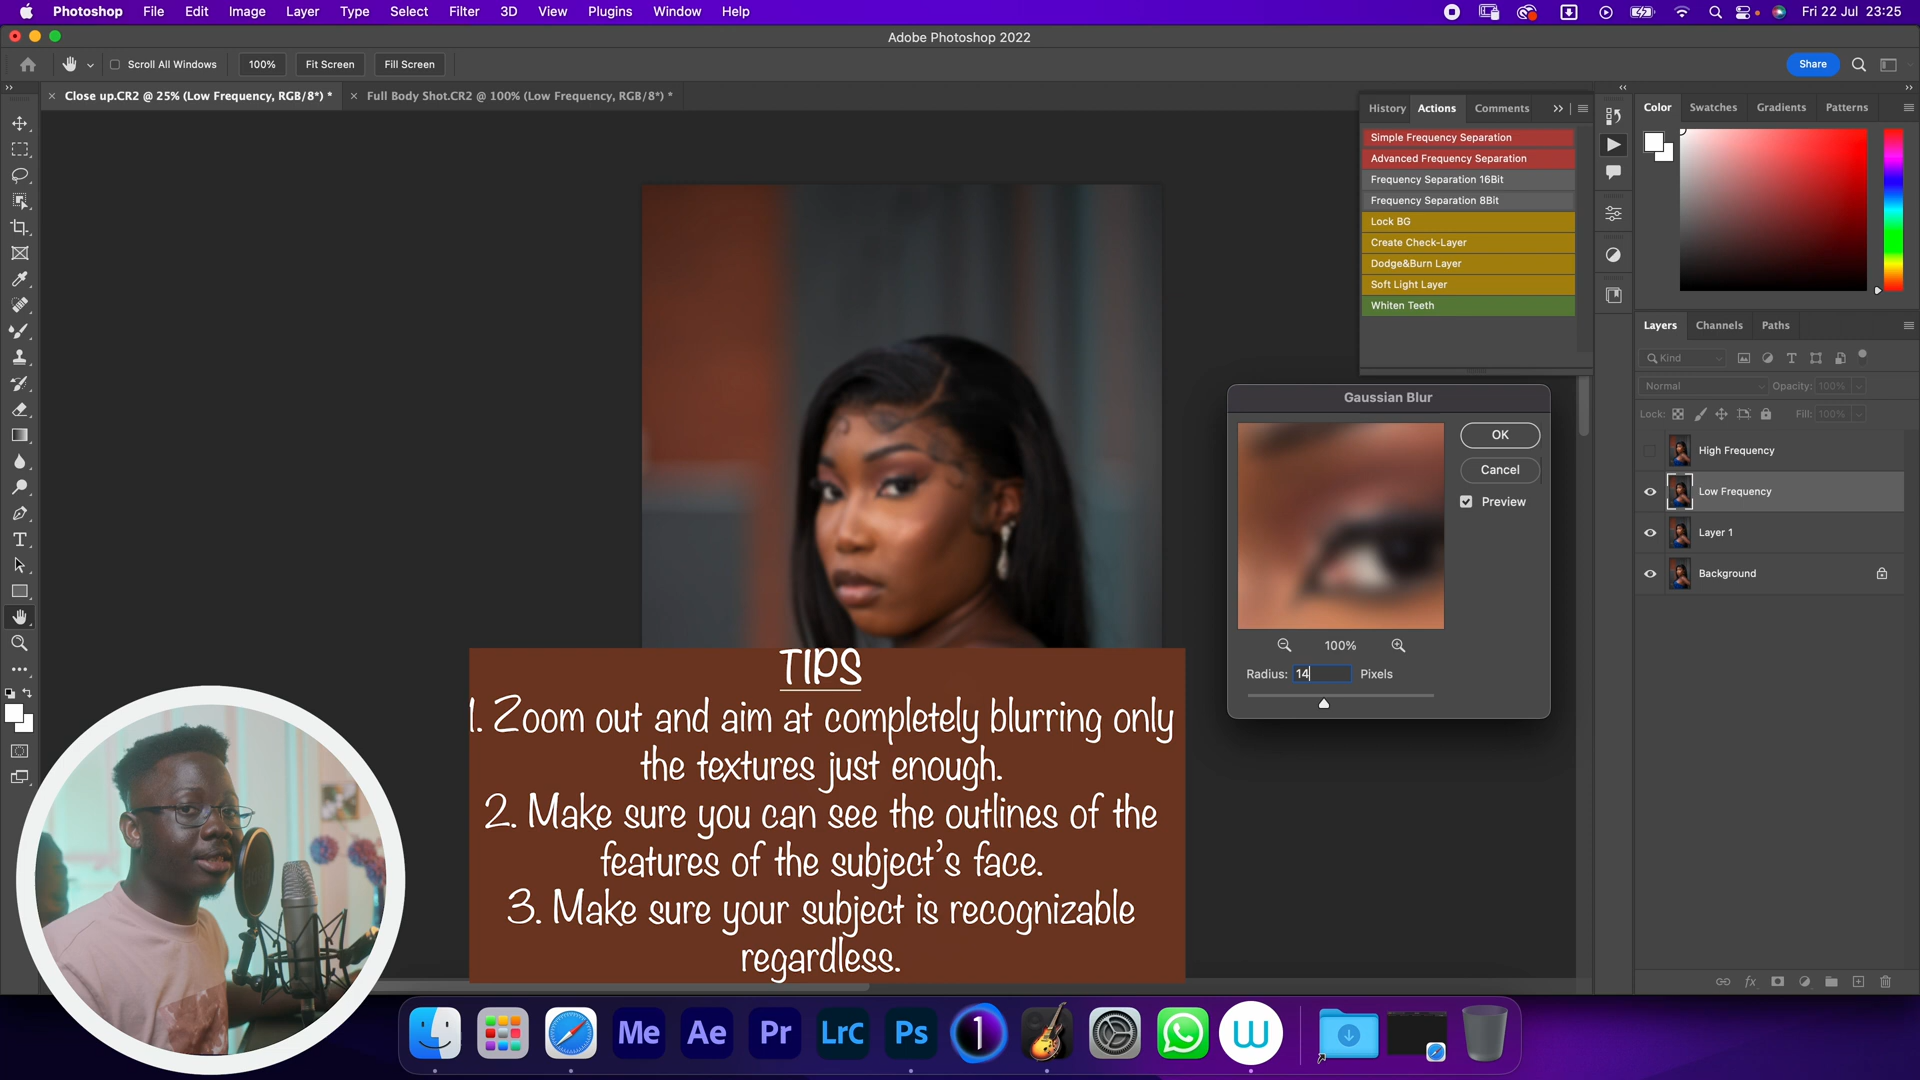 Photoshop File Edit Image Layer Type Select Filter 3D View Plugins Window Help
Fri 22 Jul 23:25
Adobe Photoshop 2022
Scroll All Windows 100% Fit Screen Fill Screen
Share
Close up.CR2 @ 25% (Low Frequency, RGB/8*) *
Full Body Shot.CR2 @ 100% (Low Frequency, RGB/8*) *
History Actions Comments
Simple Frequency Separation
Advanced Frequency Separation
Frequency Separation 16Bit
Frequency Separation 8Bit
Lock BG
Create Check-Layer
Dodge&Burn Layer
Soft Light Layer
Whiten Teeth
Color Swatches Gradients Patterns
Layers Channels Paths
Kind
Normal Opacity: 100%
Lock: Fill: 100%
High Frequency
Low Frequency
Layer 1
Background
Gaussian Blur
OK
Cancel
Preview
100%
Radius: 14 Pixels
TIPS
1. Zoom out and aim at completely blurring only
the textures just enough.
2. Make sure you can see the outlines of the
features of the subject's face.
3. Make sure your subject is recognizable
regardless.
Me Ae Pr LrC Ps 1 W